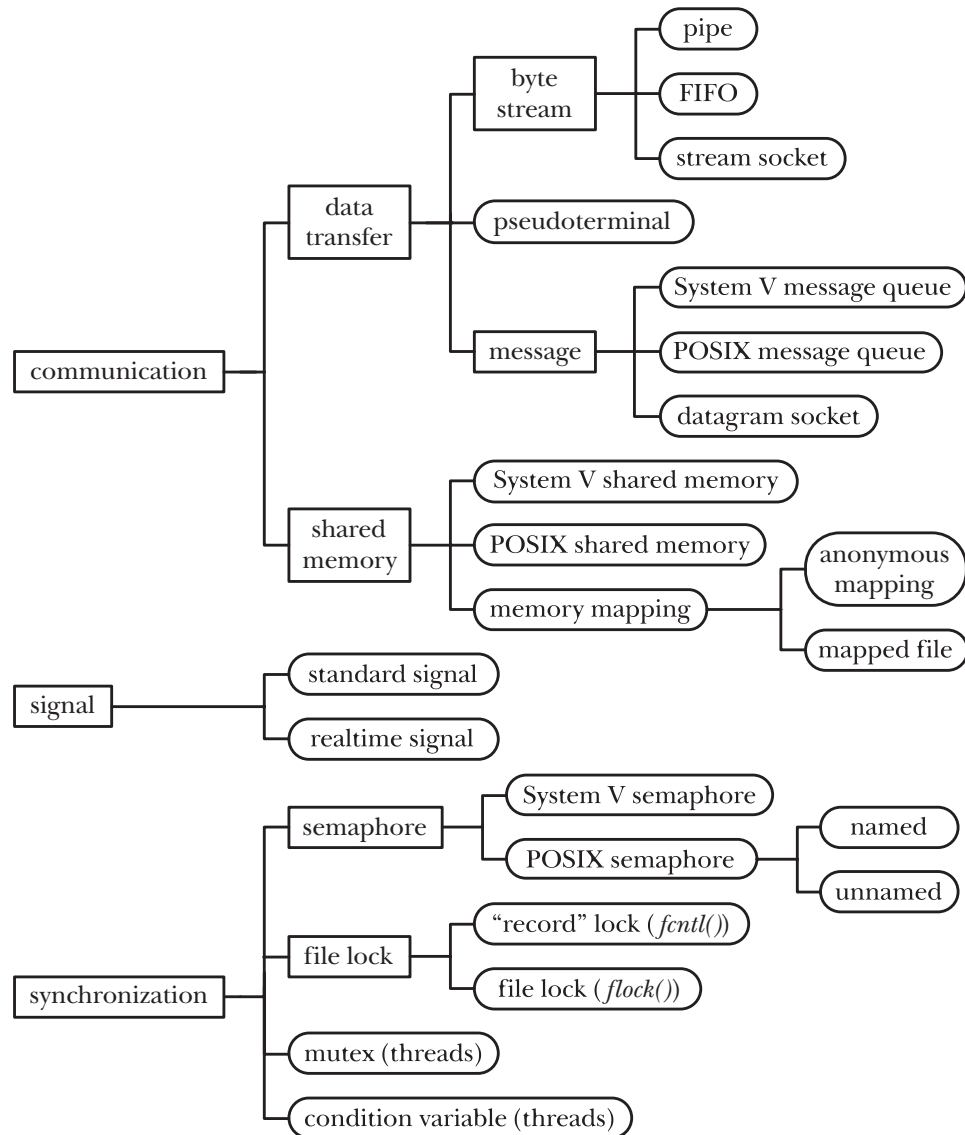 pipe
byte
stream
FIFO
stream socket
data
transfer
pseudoterminal
System V message queue
message
POSIX message queue
communication
datagram socket
System V shared memory
shared
memory
POSIX shared memory
anonymous
mapping
memory mapping
mapped file
standard signal
signal
realtime signal
System V semaphore
semaphore
named
POSIX semaphore
unnamed
“record” lock (fcntl())
file lock
file lock (flock())
synchronization
mutex (threads)
condition variable (threads)